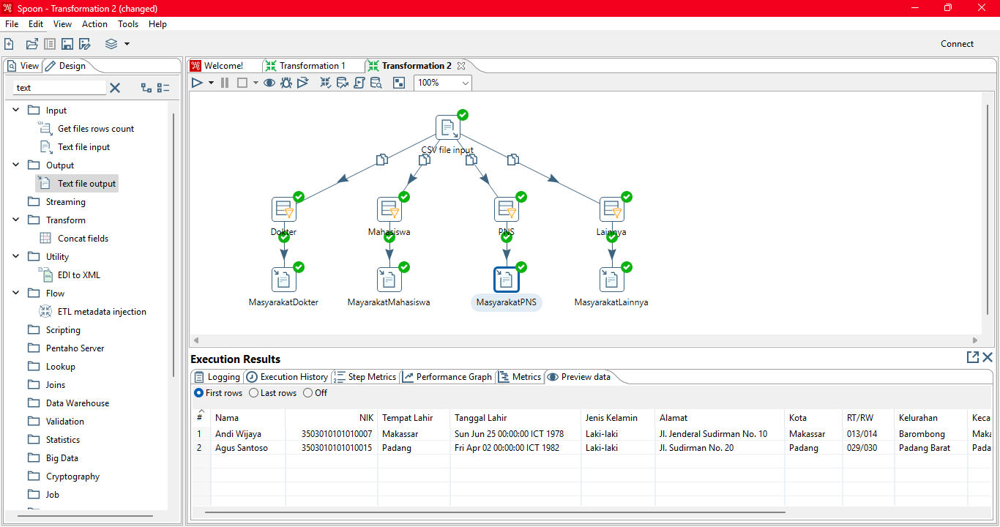 Spoon - Transformation 2 (changed)
File Edit View Action Tools Help
Connect
View Design
text
Input
Get files rows count
Text file input
Output
Text file output
Streaming
Transform
Concat fields
Utility
EDI to XML
Flow
ETL metadata injection
Scripting
Pentaho Server
Lookup
Joins
Data Warehouse
Validation
Statistics
Big Data
Cryptography
Job
Welcome! Transformation 1 Transformation 2
100%
CSV file input
Dokter Mahasiswa PNS Lainnya
MasyarakatDokter MayarakatMahasiswa MasyarakatPNS MasyarakatLainnya
Execution Results
Logging Execution History Step Metrics Performance Graph Metrics Preview data
First rows Last rows Off
# Nama NIK Tempat Lahir Tanggal Lahir Jenis Kelamin Alamat Kota RT/RW Kelurahan Keca
1 Andi Wijaya 3503010101010007 Makassar Sun Jun 25 00:00:00 ICT 1978 Laki-laki Jl. Jenderal Sudirman No. 10 Makassar 013/014 Barombong Maka
2 Agus Santoso 3503010101010015 Padang Fri Apr 02 00:00:00 ICT 1982 Laki-laki Jl. Sudirman No. 20 Padang 029/030 Padang Barat Pada